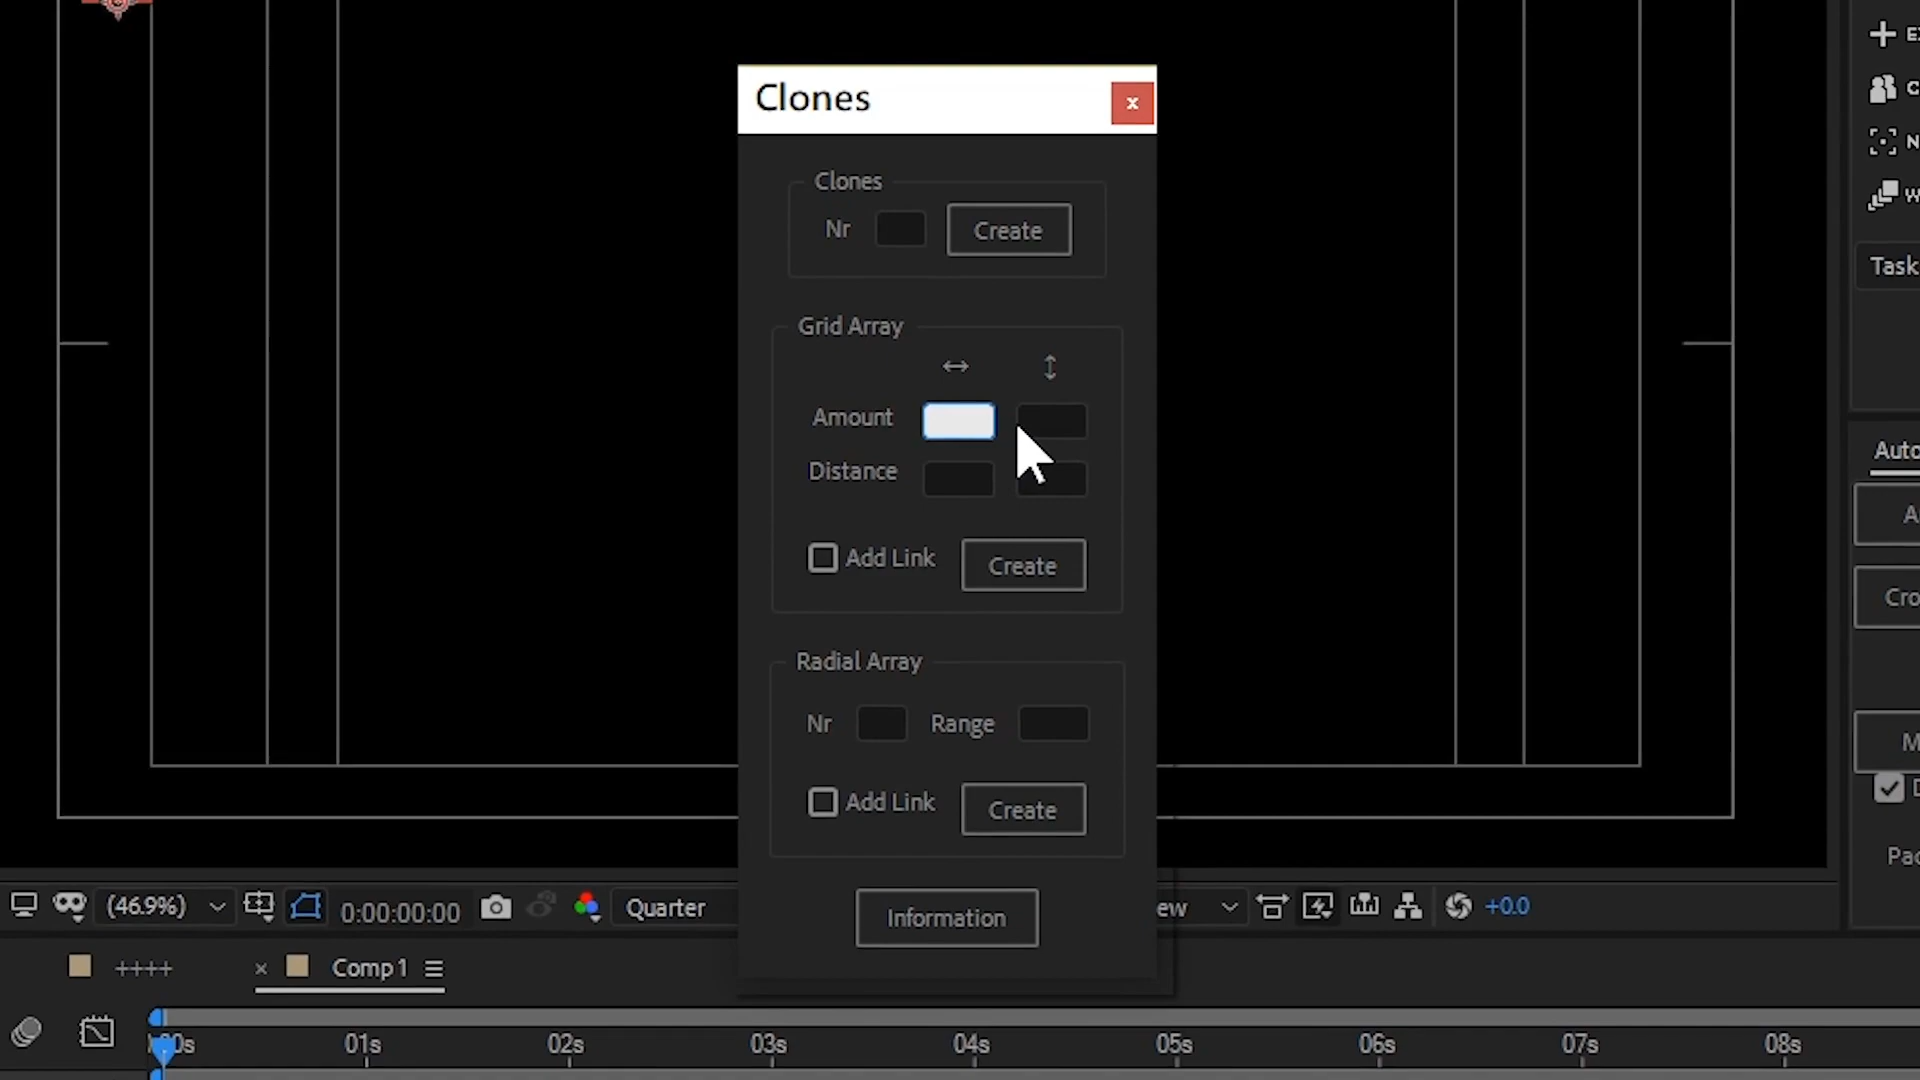 Clones
x
Clones
Nr
Create
Grid Array
Amount
Distance
Add Link
Create
Radial Array
Nr
Range
Add Link
Create
Information
Task
Auto
Cro
(46.9%)
0:00:00:00
Quarter
ew
+0.0
++++
×
Comp 1
01s
02s
03s
04s
05s
06s
07s
08s